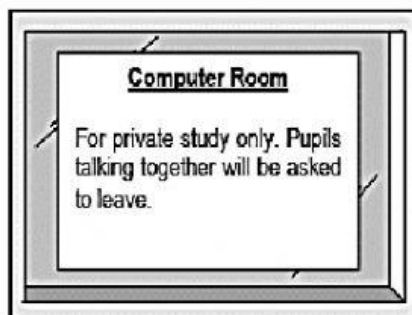 Computer Room
For private study only. Pupils
talking together will be asked
to leave.